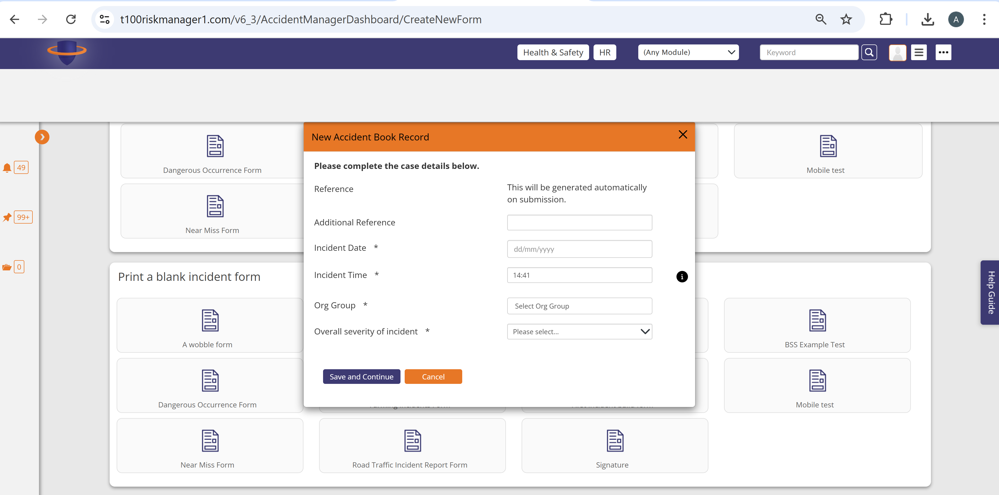 t100riskmanager1.com/v6_3/AccidentManagerDashboard/CreateNewForm
A
Health & Safety
HR
(Any Module)
Keyword
49
99+
0
Dangerous Occurrence Form
Mobile test
Near Miss Form
New Accident Book Record
Please complete the case details below.
Reference
This will be generated automatically
on submission.
Additional Reference
Incident Date *
dd/mm/yyyy
Incident Time *
14:41
Org Group *
Select Org Group
Overall severity of incident *
Please select...
Save and Continue
Cancel
Help Guide
Print a blank incident form
A wobble form
BSS Example Test
Dangerous Occurrence Form
Mobile test
Near Miss Form
Road Traffic Incident Report Form
Signature